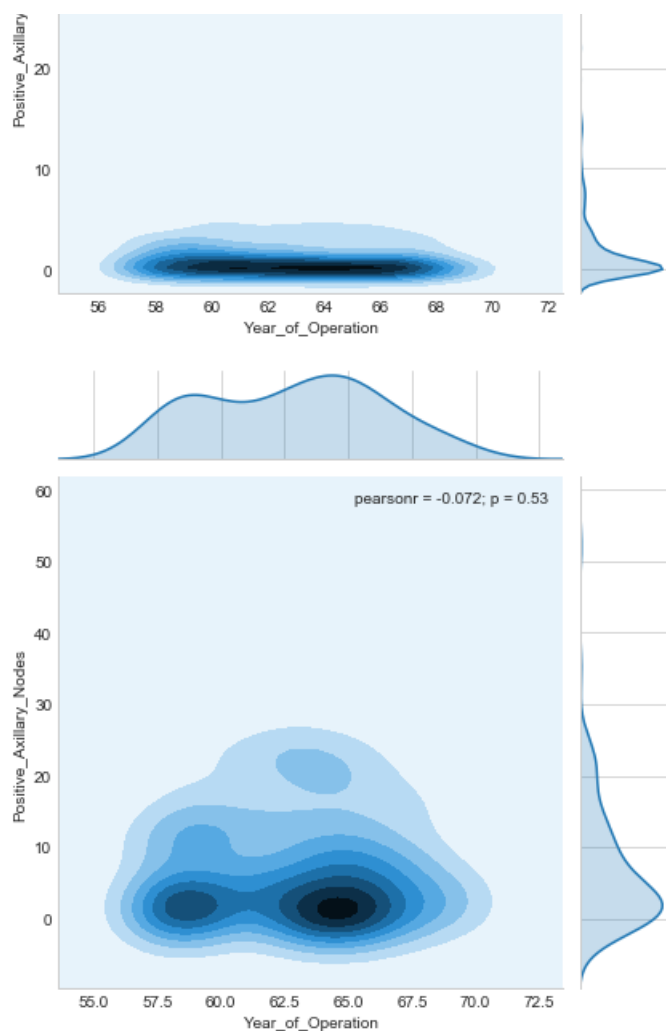 Positive_Axillary
20
10
0
56 58 60 62 64 66 68 70 72
Year_of_Operation
pearsonr = -0.072; p = 0.53
Positive_Axillary_Nodes
60
50
40
30
20
10
0
55.0 57.5 60.0 62.5 65.0 67.5 70.0 72.5
Year_of_Operation